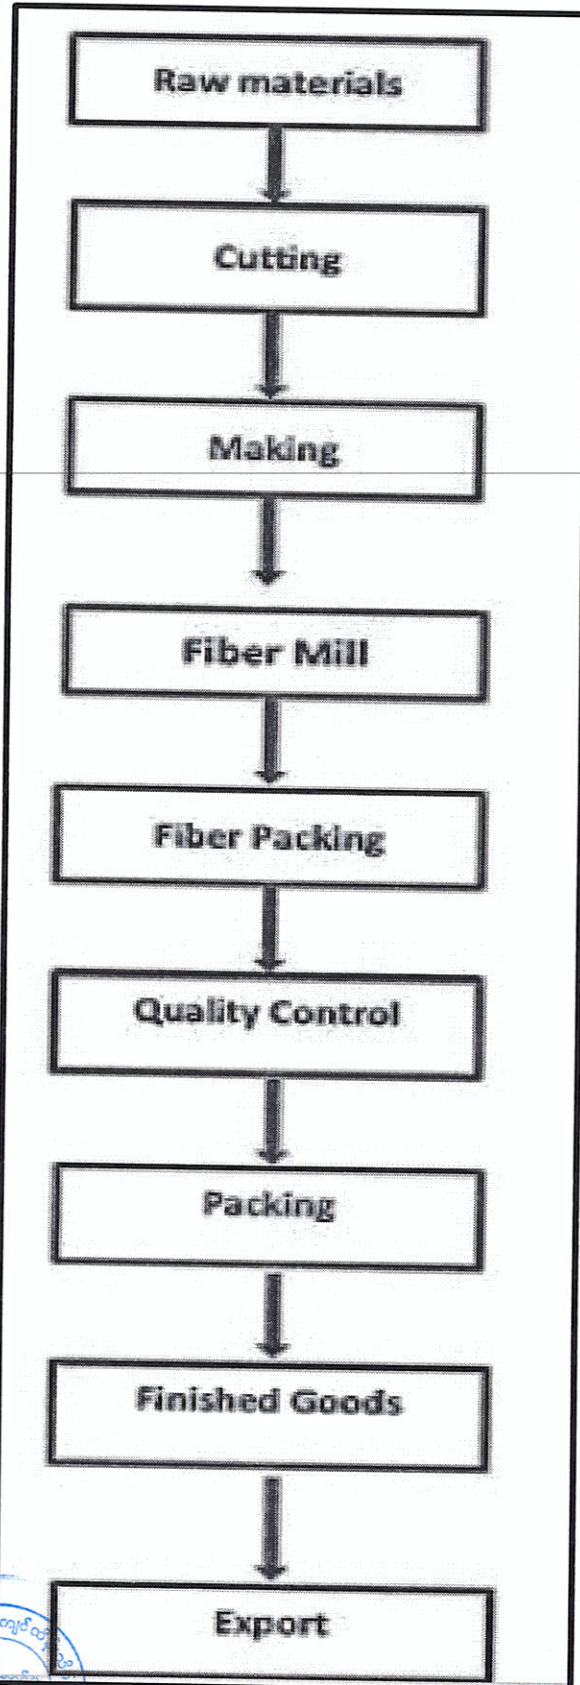 Raw materials
Cutting
Making
Fiber Mill
Fiber Packing
Quality Control
Packing
Finished Goods
Export